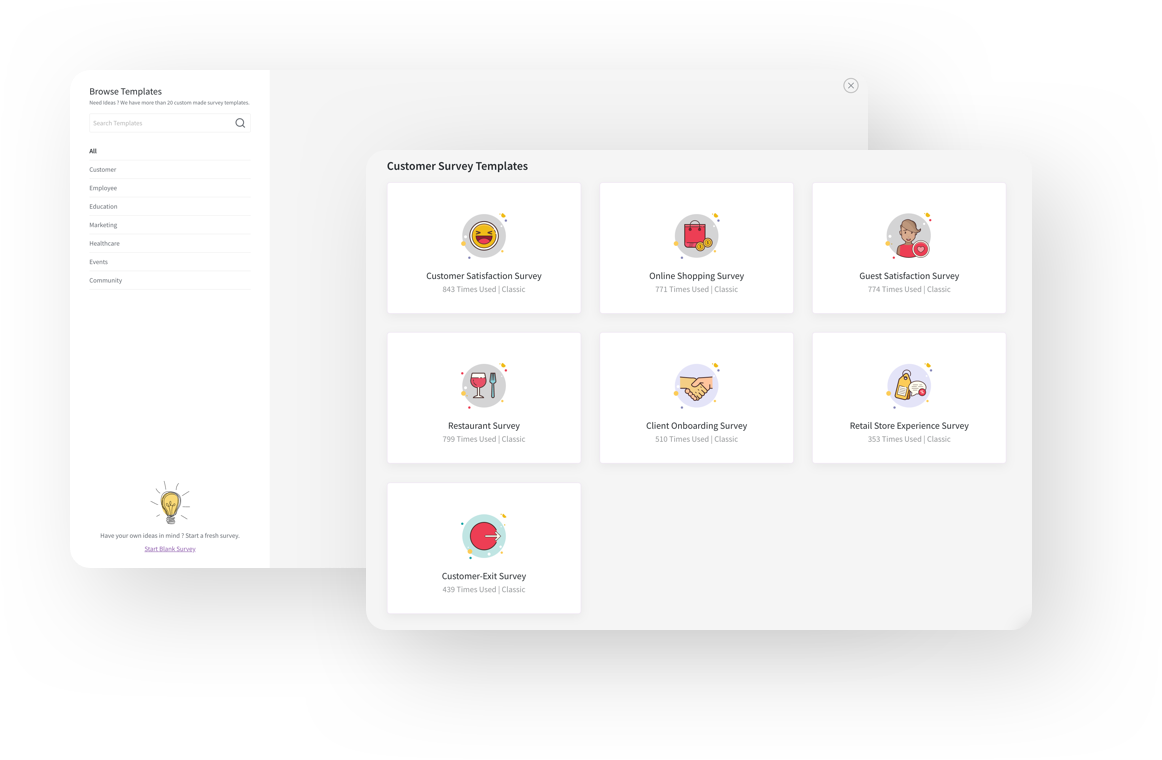 Browse Templates
Need Ideas ? We have more than 20 custom made survey templates.
Search Templates
All
Customer
Employee
Education
Marketing
Healthcare
Events
Community
Have your own ideas in mind ? Start a fresh survey.
Start Blank Survey
Customer Survey Templates
Customer Satisfaction Survey
843 Times Used | Classic
Online Shopping Survey
771 Times Used | Classic
Guest Satisfaction Survey
774 Times Used | Classic
Restaurant Survey
799 Times Used | Classic
Client Onboarding Survey
510 Times Used | Classic
Retail Store Experience Survey
353 Times Used | Classic
Customer-Exit Survey
439 Times Used | Classic